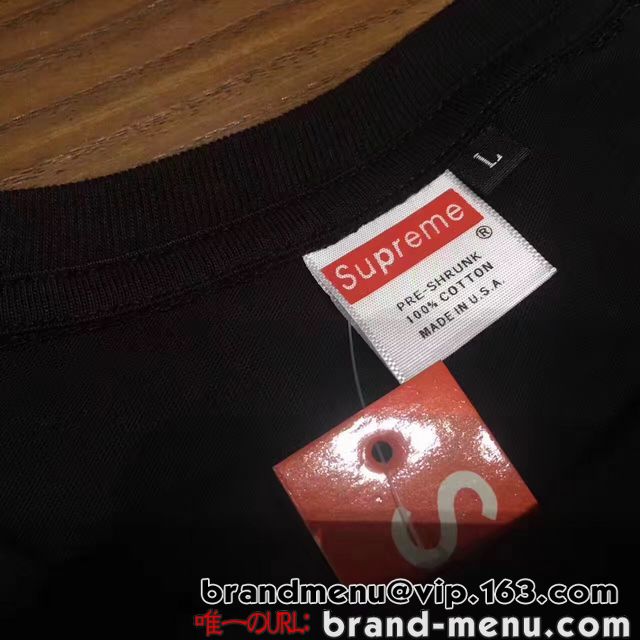 L
Supreme
®
PRE-SHRUNK
100% COTTON
MADE IN U.S.A.
S
brandmenu@vip.163.com
唯一のURL: brand-menu.com